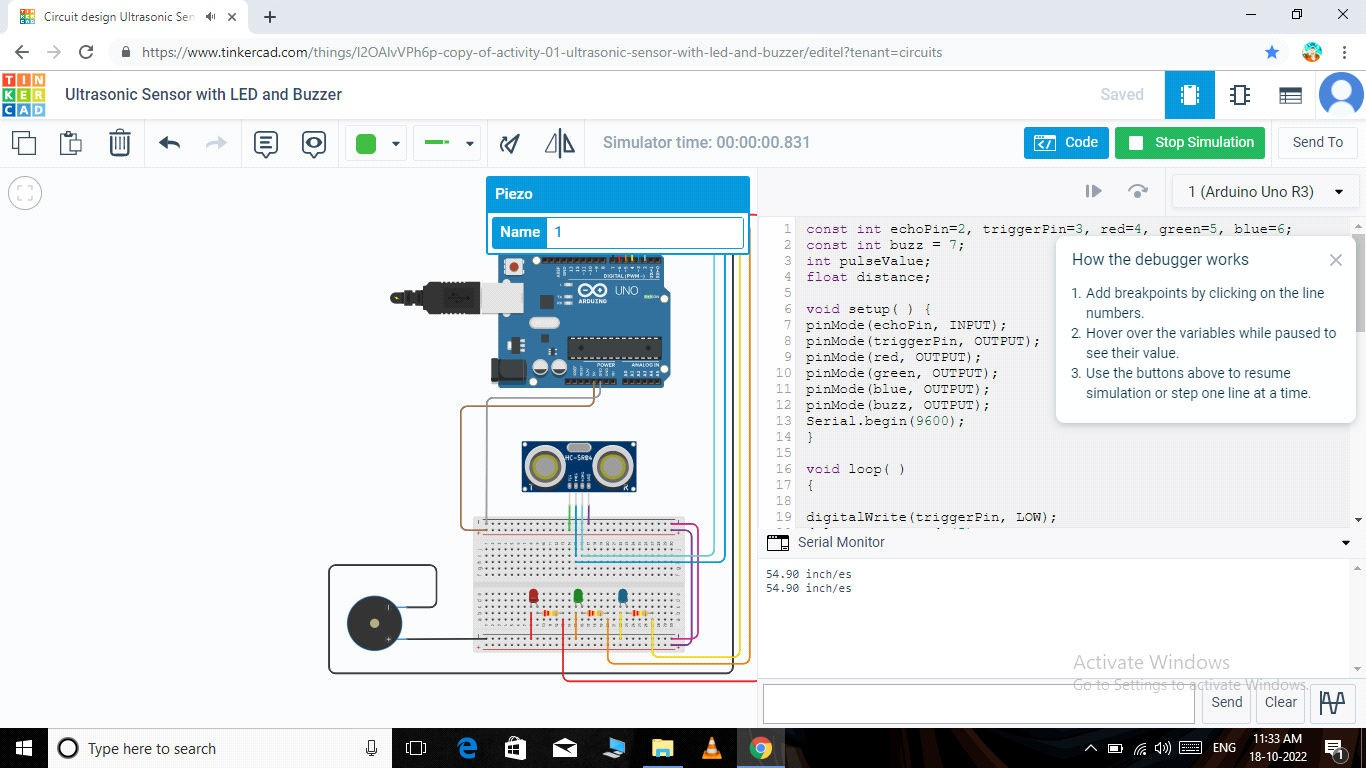 Circuit design Ultrasonic Sen
https://www.tinkercad.com/things/l2OAlvVPh6p-copy-of-activity-01-ultrasonic-sensor-with-led-and-buzzer/editel?tenant=circuits
TIN
KER
CAD
Ultrasonic Sensor with LED and Buzzer
Saved
Simulator time: 00:00:00.831
Code
Stop Simulation
Send To
Piezo
Name 1
1 (Arduino Uno R3)
DIGITAL (PWM~)
UNO
ARDUINO
POWER
ANALOG IN
HC-SR04
1 const int echoPin=2, triggerPin=3, red=4, green=5, blue=6;
2 const int buzz = 7;
3 int pulseValue;
4 float distance;
5
6 void setup( ) {
7 pinMode(echoPin, INPUT);
8 pinMode(triggerPin, OUTPUT);
9 pinMode(red, OUTPUT);
10 pinMode(green, OUTPUT);
11 pinMode(blue, OUTPUT);
12 pinMode(buzz, OUTPUT);
13 Serial.begin(9600);
14 }
15
16 void loop( )
17 {
18
19 digitalWrite(triggerPin, LOW);
How the debugger works
1. Add breakpoints by clicking on the line
numbers.
2. Hover over the variables while paused to
see their value.
3. Use the buttons above to resume
simulation or step one line at a time.
Serial Monitor
54.90 inch/es
54.90 inch/es
Activate Windows
Go to Settings to activate Windows.
Send
Clear
Type here to search
ENG
11:33 AM
18-10-2022
1